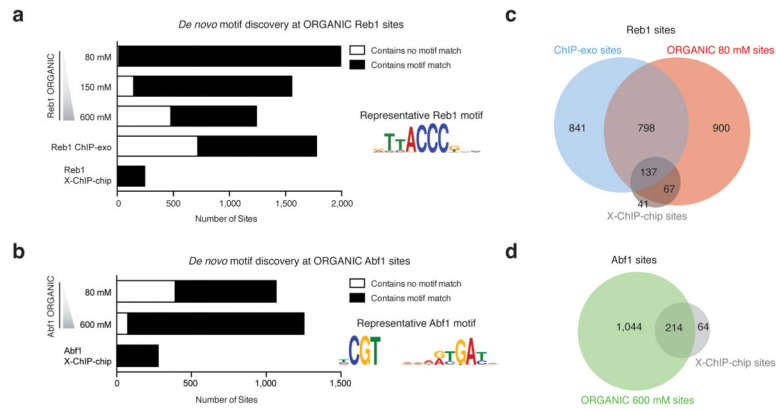 a
De novo motif discovery at ORGANIC Reb1 sites
Contains no motif match
Contains motif match
Reb1 ORGANIC
80 mM
150 mM
600 mM
Reb1 ChIP-exo
Reb1
X-ChIP-chip
Representative Reb1 motif
TTACCC
0
500
1,000
1,500
2,000
Number of Sites
b
De novo motif discovery at ORGANIC Abf1 sites
Contains no motif match
Contains motif match
Abf1 ORGANIC
80 mM
600 mM
Abf1
X-ChIP-chip
Representative Abf1 motif
CGT
GTGAT
0
500
1,000
1,500
Number of Sites
c
Reb1 sites
ChIP-exo sites
ORGANIC 80 mM sites
841
798
900
137
67
41
X-ChIP-chip sites
d
Abf1 sites
1,044
214
64
X-ChIP-chip sites
ORGANIC 600 mM sites